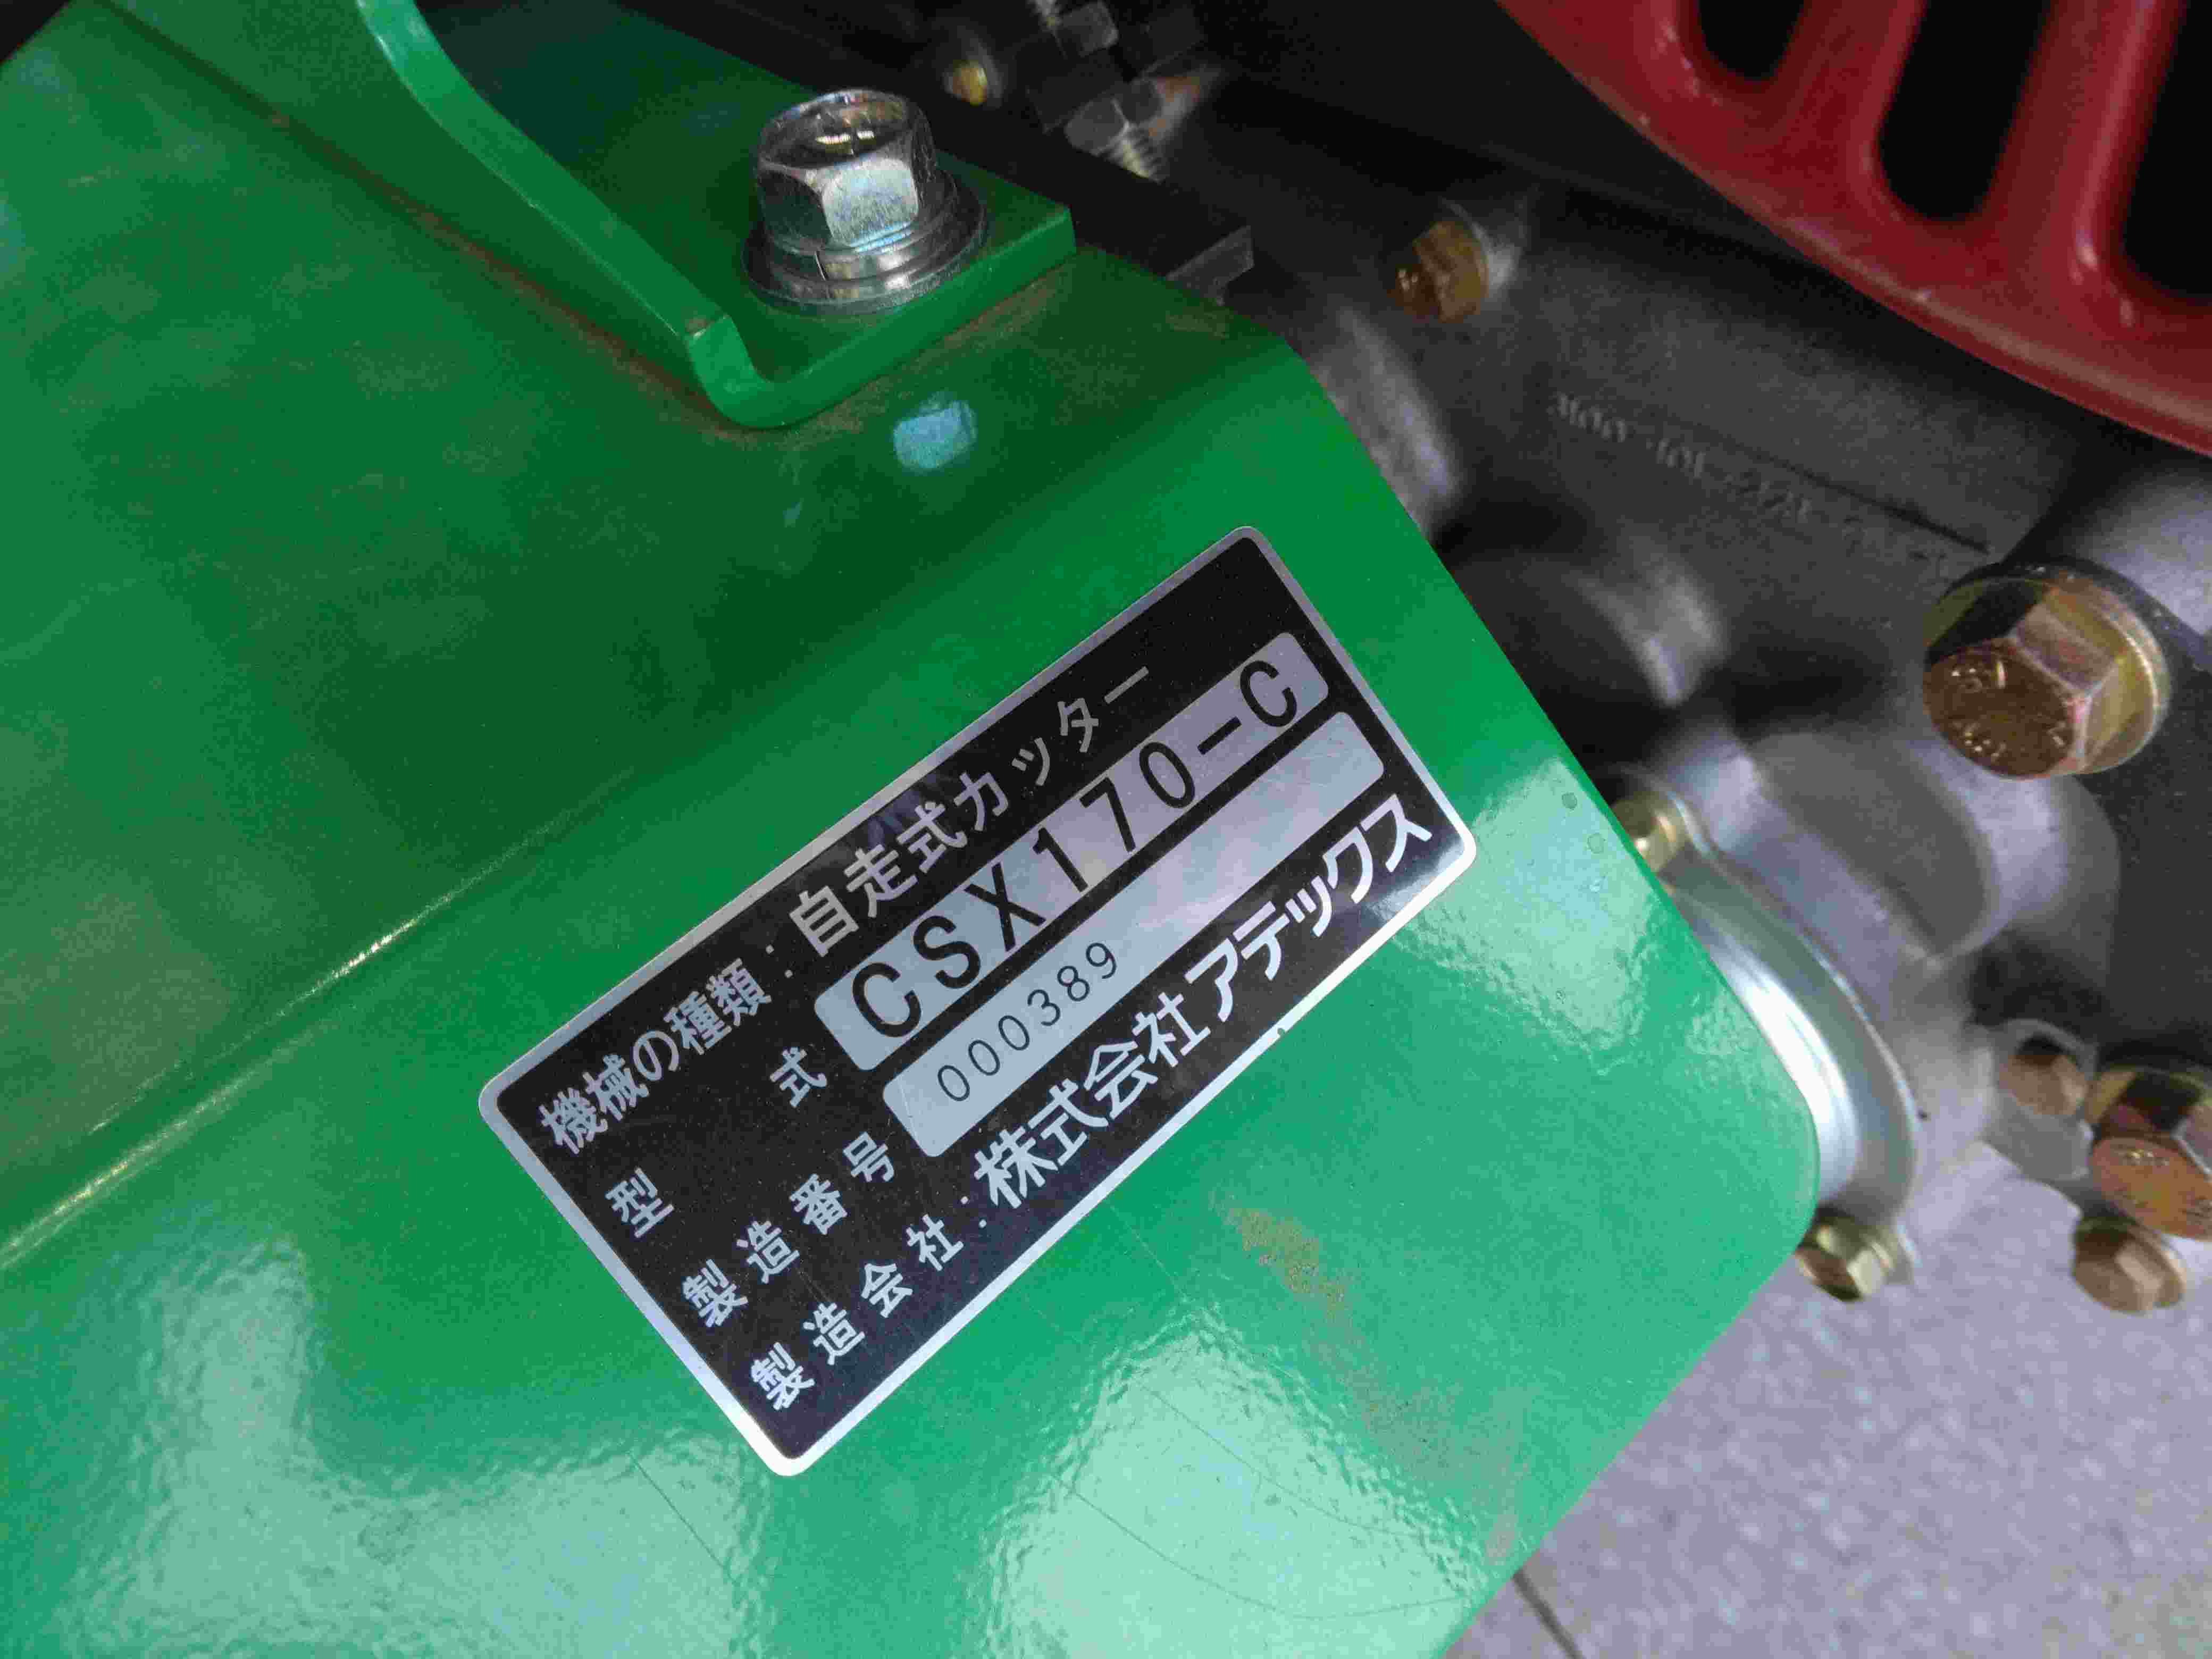 機械の種類：自走式カッター
型式 CSX170-C
製造番号 000389
製造会社：株式会社アテックス